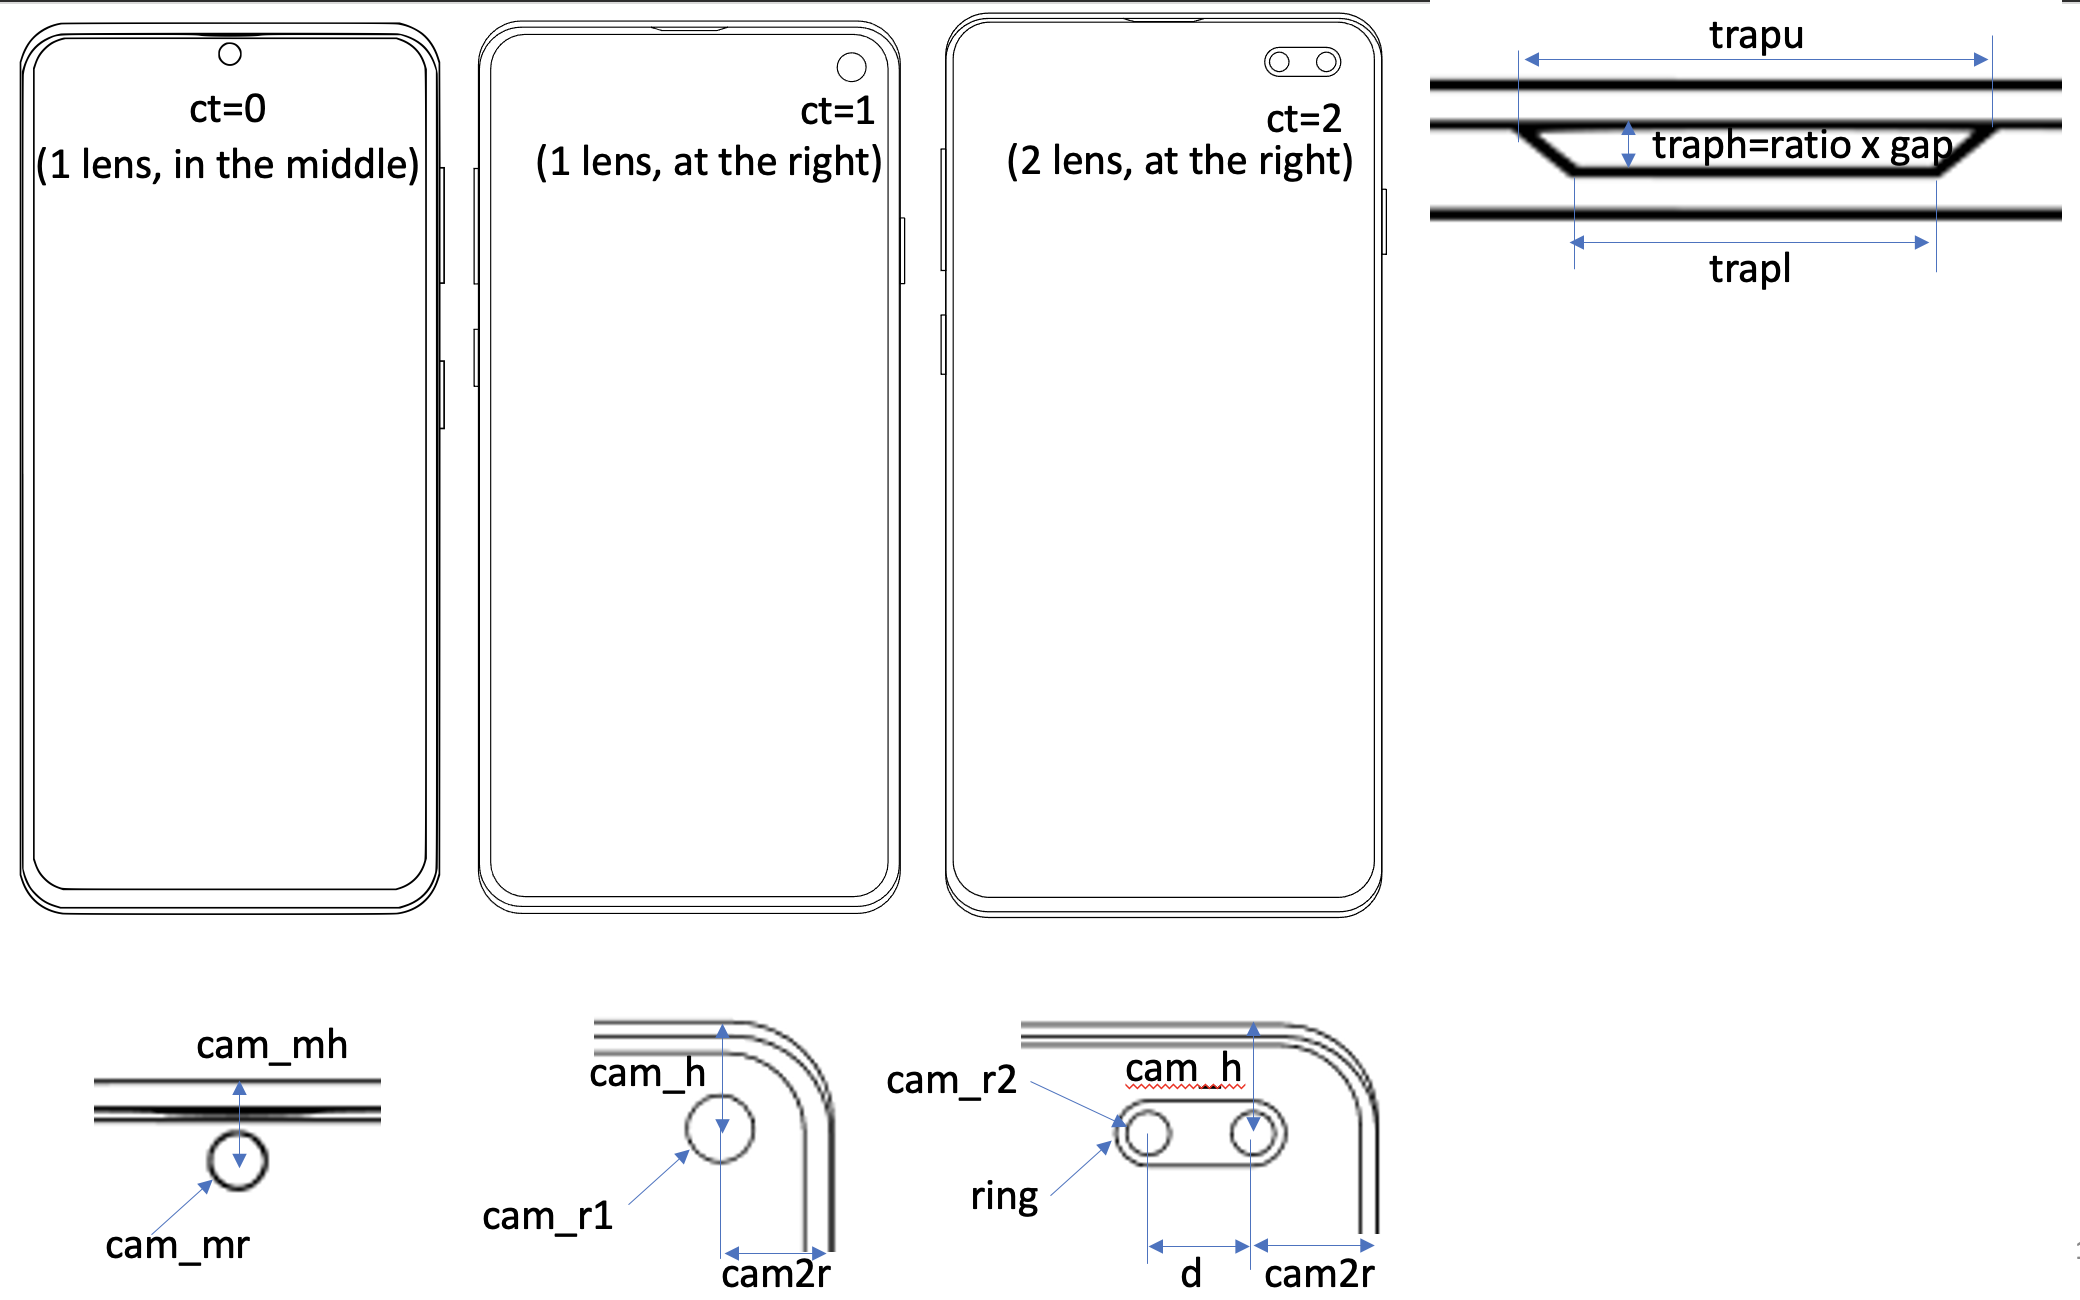 ct=0
(1 lens, in the middle)
ct=1
(1 lens, at the right)
ct=2
(2 lens, at the right)
trapu
traph=ratio x gap
trapl
cam_mh
cam_mr
cam_h
cam_r1
cam2r
cam_r2
cam_h
ring
d
cam2r